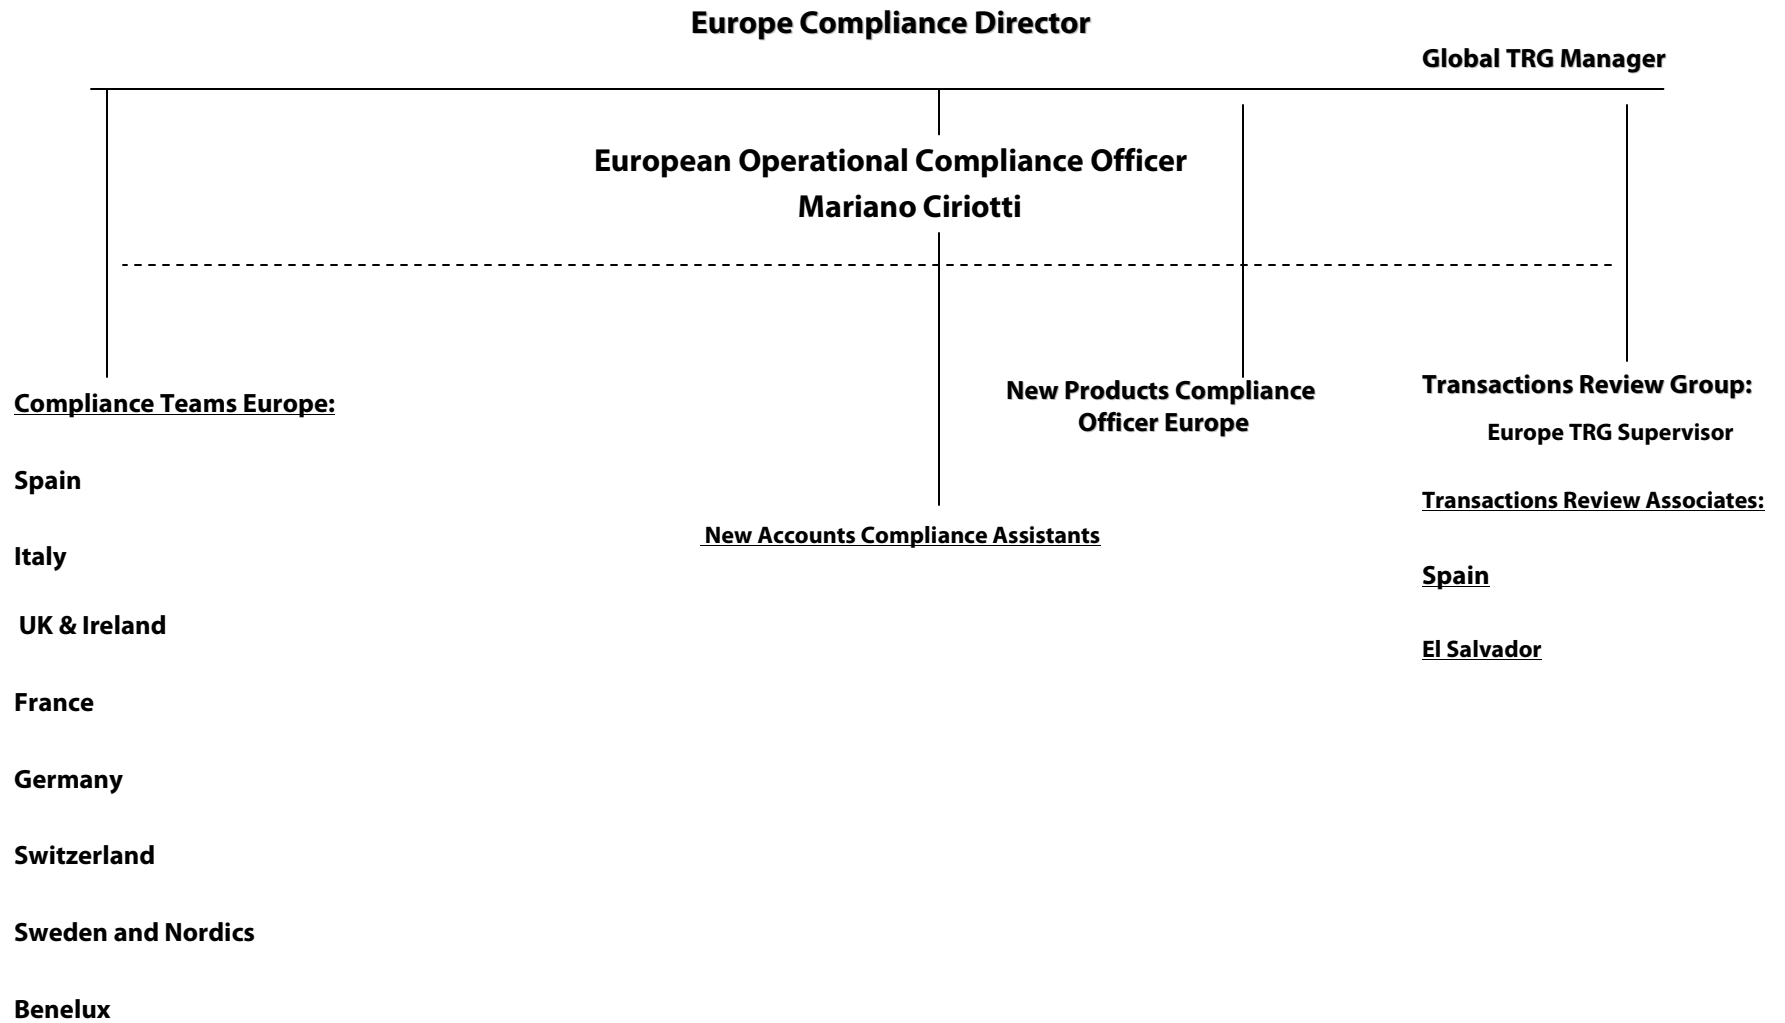 Europe Compliance Director
Global TRG Manager
European Operational Compliance Officer
Mariano Ciriotti
Compliance Teams Europe:
Spain
Italy
UK & Ireland
France
Germany
Switzerland
Sweden and Nordics
Benelux
New Accounts Compliance Assistants
New Products Compliance
Officer Europe
Transactions Review Group:
Europe TRG Supervisor
Transactions Review Associates:
Spain
El Salvador